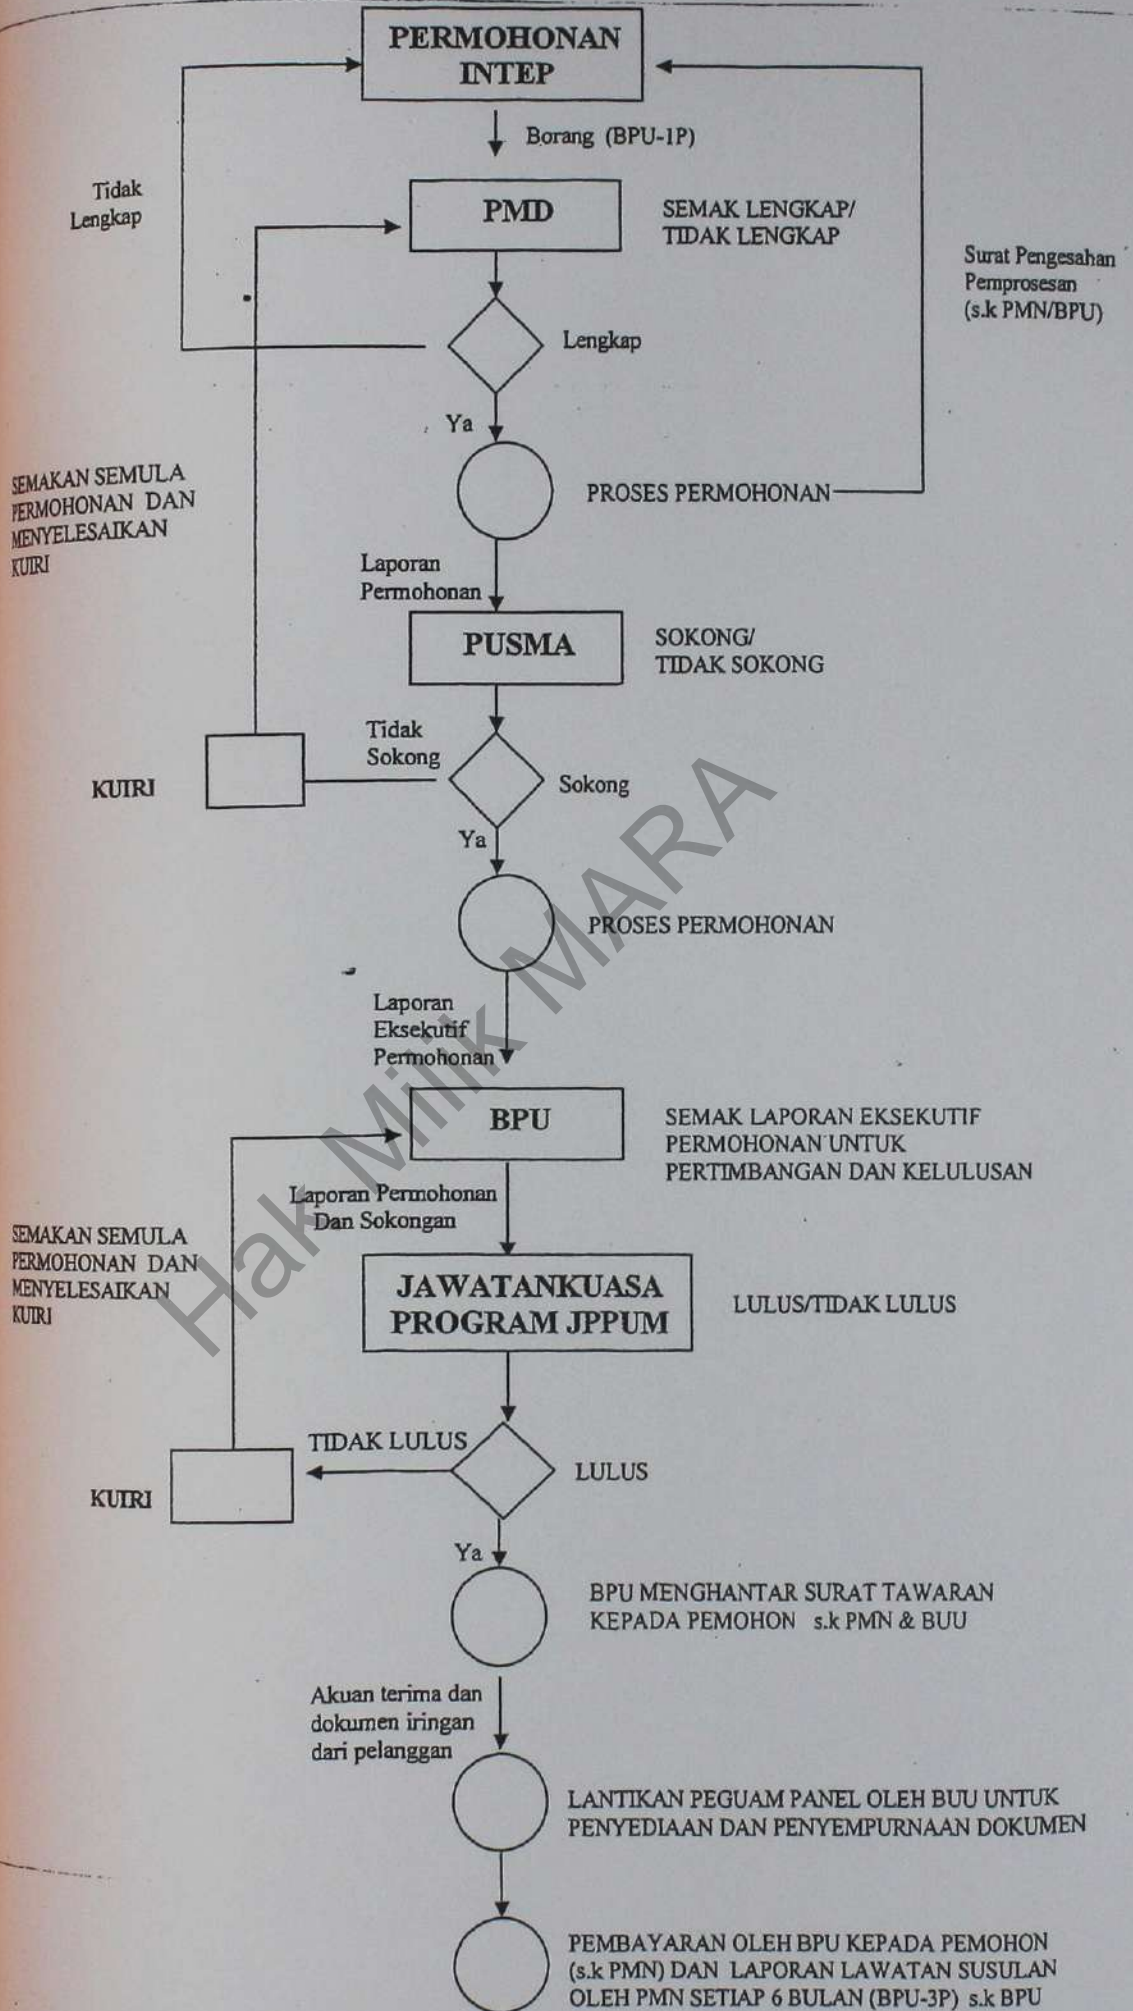 PERMOHONAN
INTEP
Borang (BPU-1P)
Tidak
Lengkap
PMD
SEMAK LENGKAP/
TIDAK LENGKAP
Surat Pengesahan
Pemprosesan
(s.k PMN/BPU)
Lengkap
Ya
SEMAKAN SEMULA
PERMOHONAN DAN
MENYELESAIKAN
KUIRI
PROSES PERMOHONAN
Laporan
Permohonan
PUSMA
SOKONG/
TIDAK SOKONG
Tidak
Sokong
KUIRI
Sokong
Ya
PROSES PERMOHONAN
Laporan
Eksekutif
Permohonan
BPU
SEMAK LAPORAN EKSEKUTIF
PERMOHONAN UNTUK
PERTIMBANGAN DAN KELULUSAN
Laporan Permohonan
Dan Sokongan
SEMAKAN SEMULA
PERMOHONAN DAN
MENYELESAIKAN
KUIRI
JAWATANKUASA
PROGRAM JPPUM
LULUS/TIDAK LULUS
TIDAK LULUS
LULUS
KUIRI
Ya
BPU MENGHANTAR SURAT TAWARAN
KEPADA PEMOHON s.k PMN & BUU
Akuan terima dan
dokumen iringan
dari pelanggan
LANTIKAN PEGUAM PANEL OLEH BUU UNTUK
PENYEDIAAN DAN PENYEMPURNAAN DOKUMEN
PEMBAYARAN OLEH BPU KEPADA PEMOHON
(s.k PMN) DAN LAPORAN LAWATAN SUSULAN
OLEH PMN SETIAP 6 BULAN (BPU-3P) s.k BPU
Hak Milik MARA